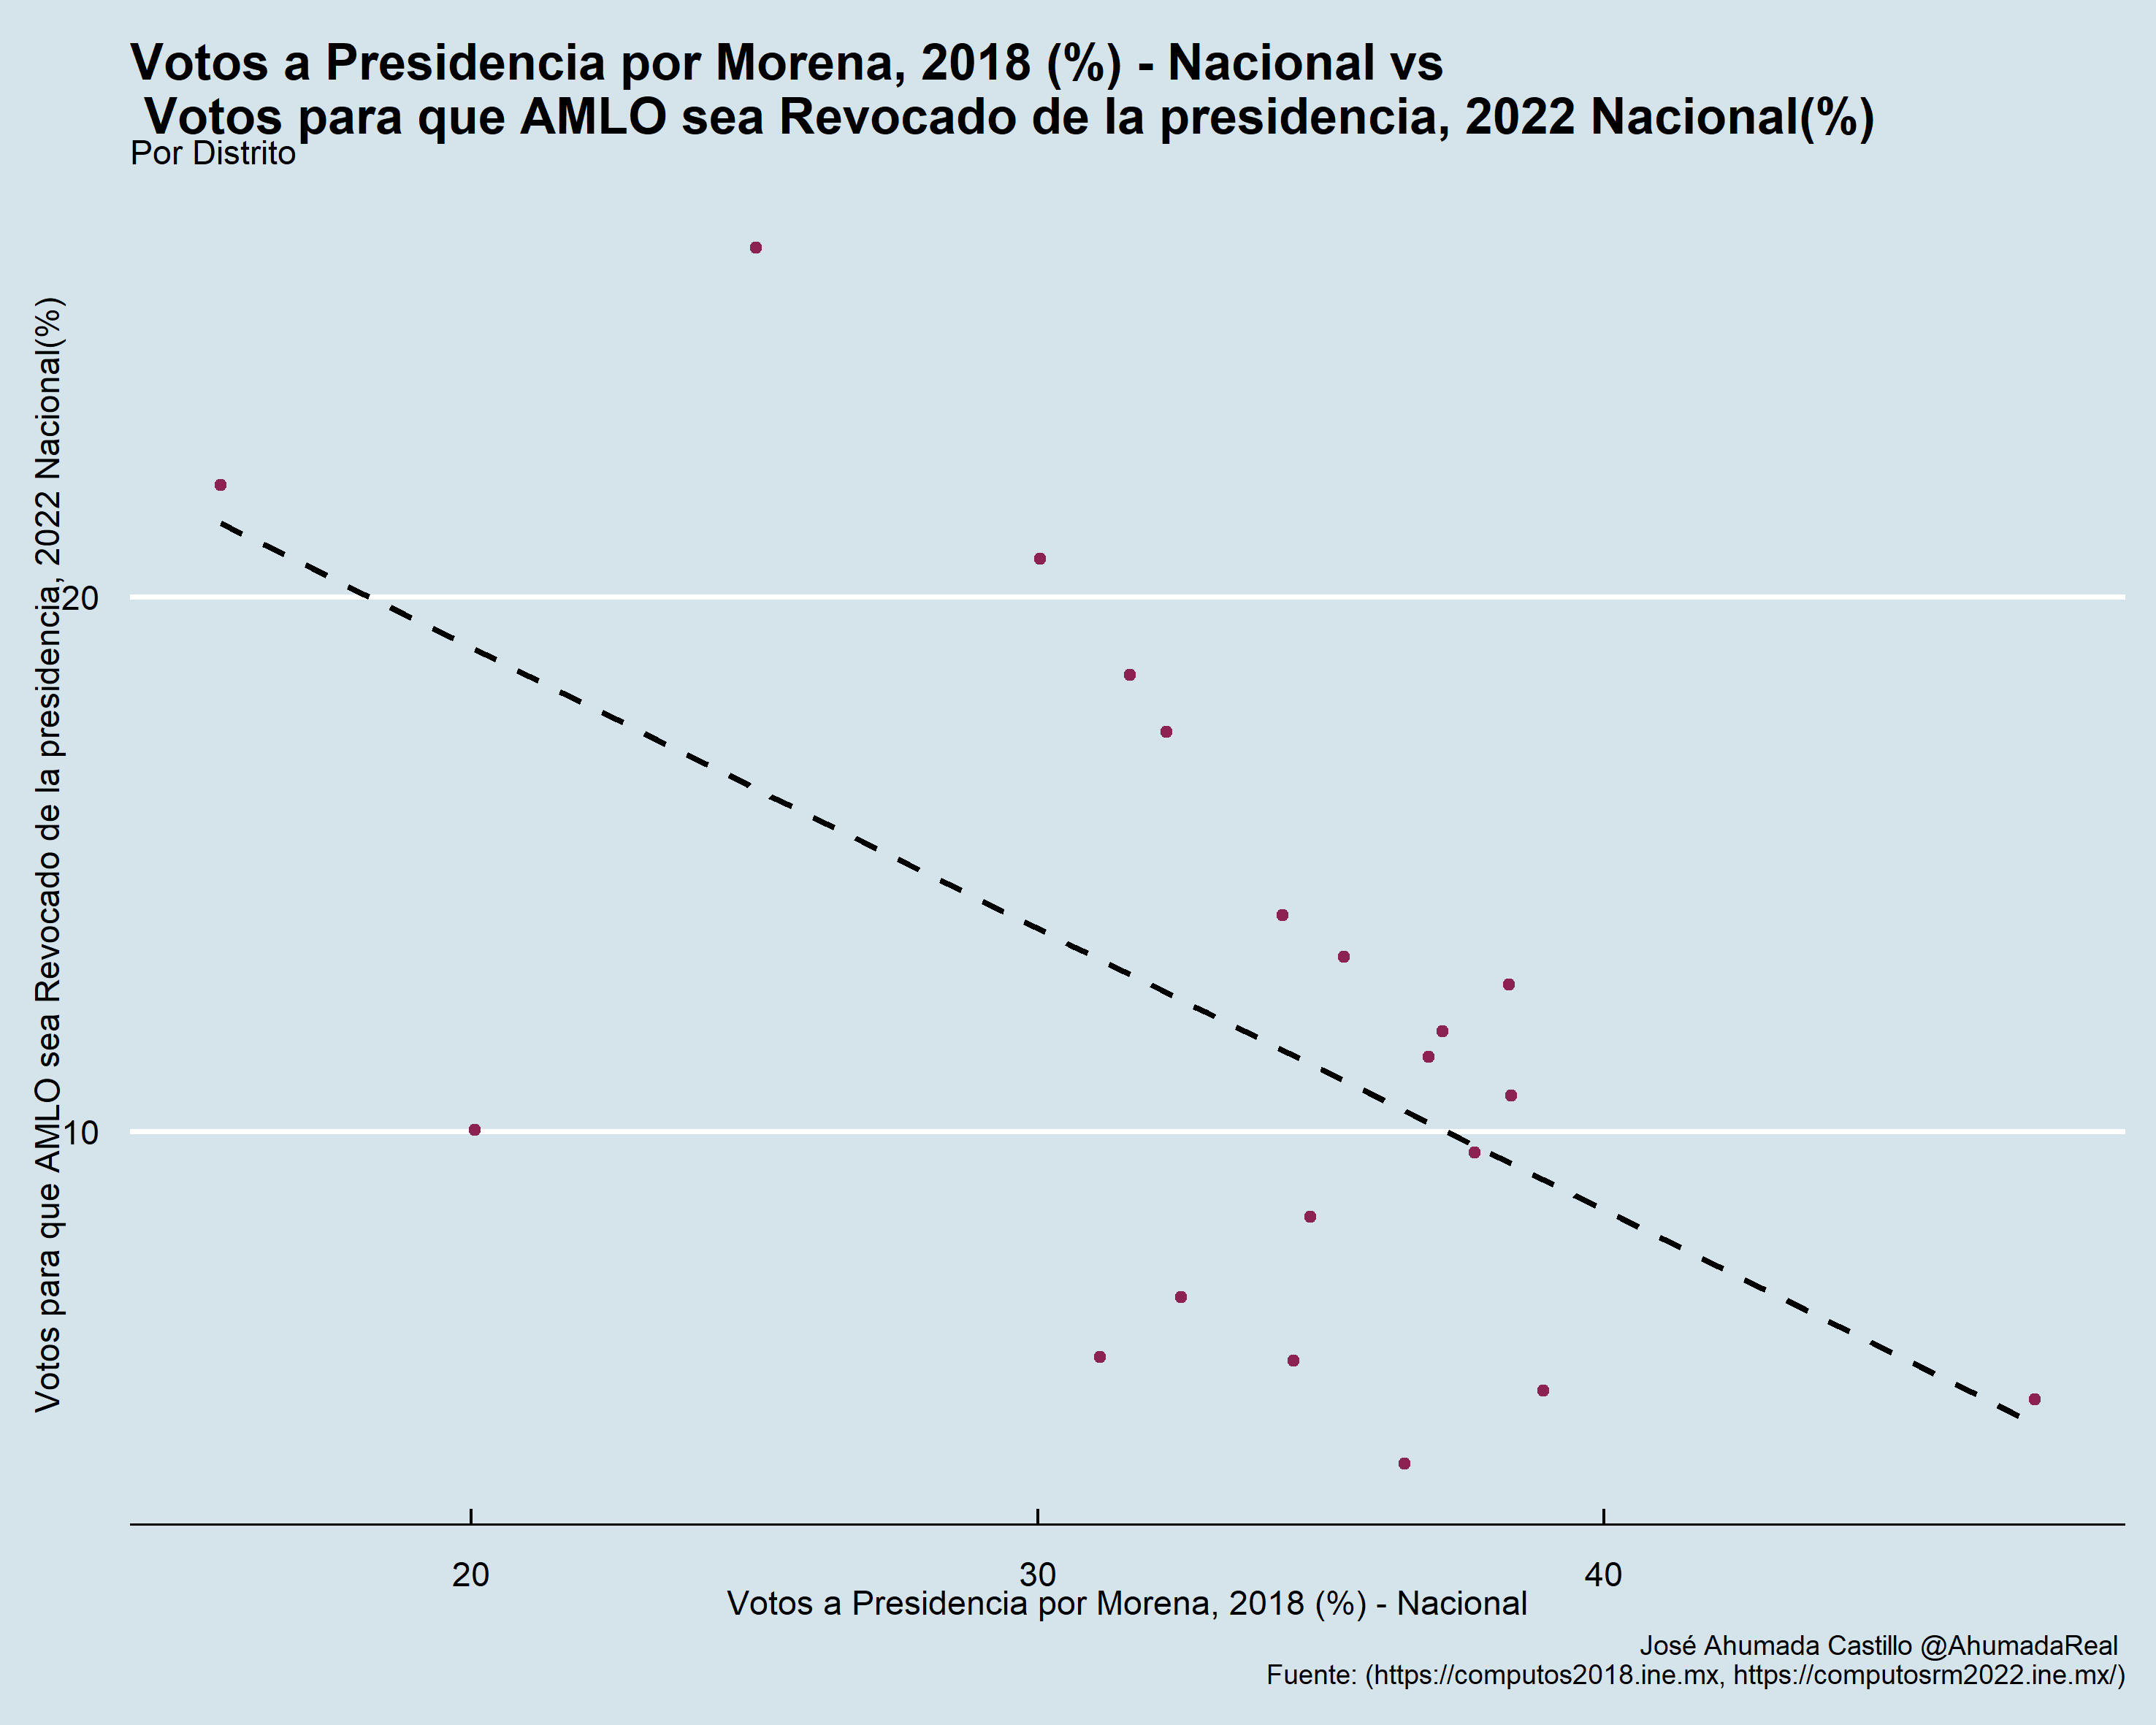 Votos a Presidencia por Morena, 2018 (%) - Nacional vs
Votos para que AMLO sea Revocado de la presidencia, 2022 Nacional(%)
Por Distrito
Votos para que AMLO sea Revocado de la presidencia, 2022 Nacional(%)
20
10
20
30
40
Votos a Presidencia por Morena, 2018 (%) - Nacional
José Ahumada Castillo @AhumadaReal
Fuente: (https://computos2018.ine.mx, https://computosrm2022.ine.mx/)